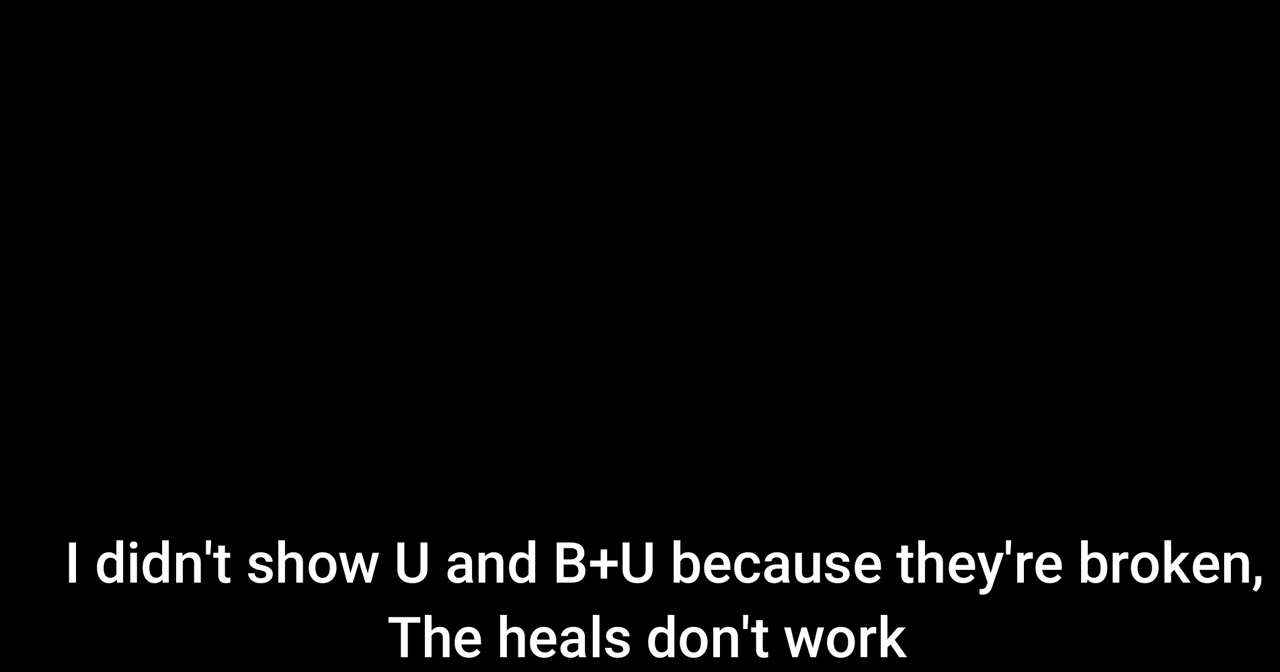 I didn't show U and B+U because they're broken,
The heals don't work